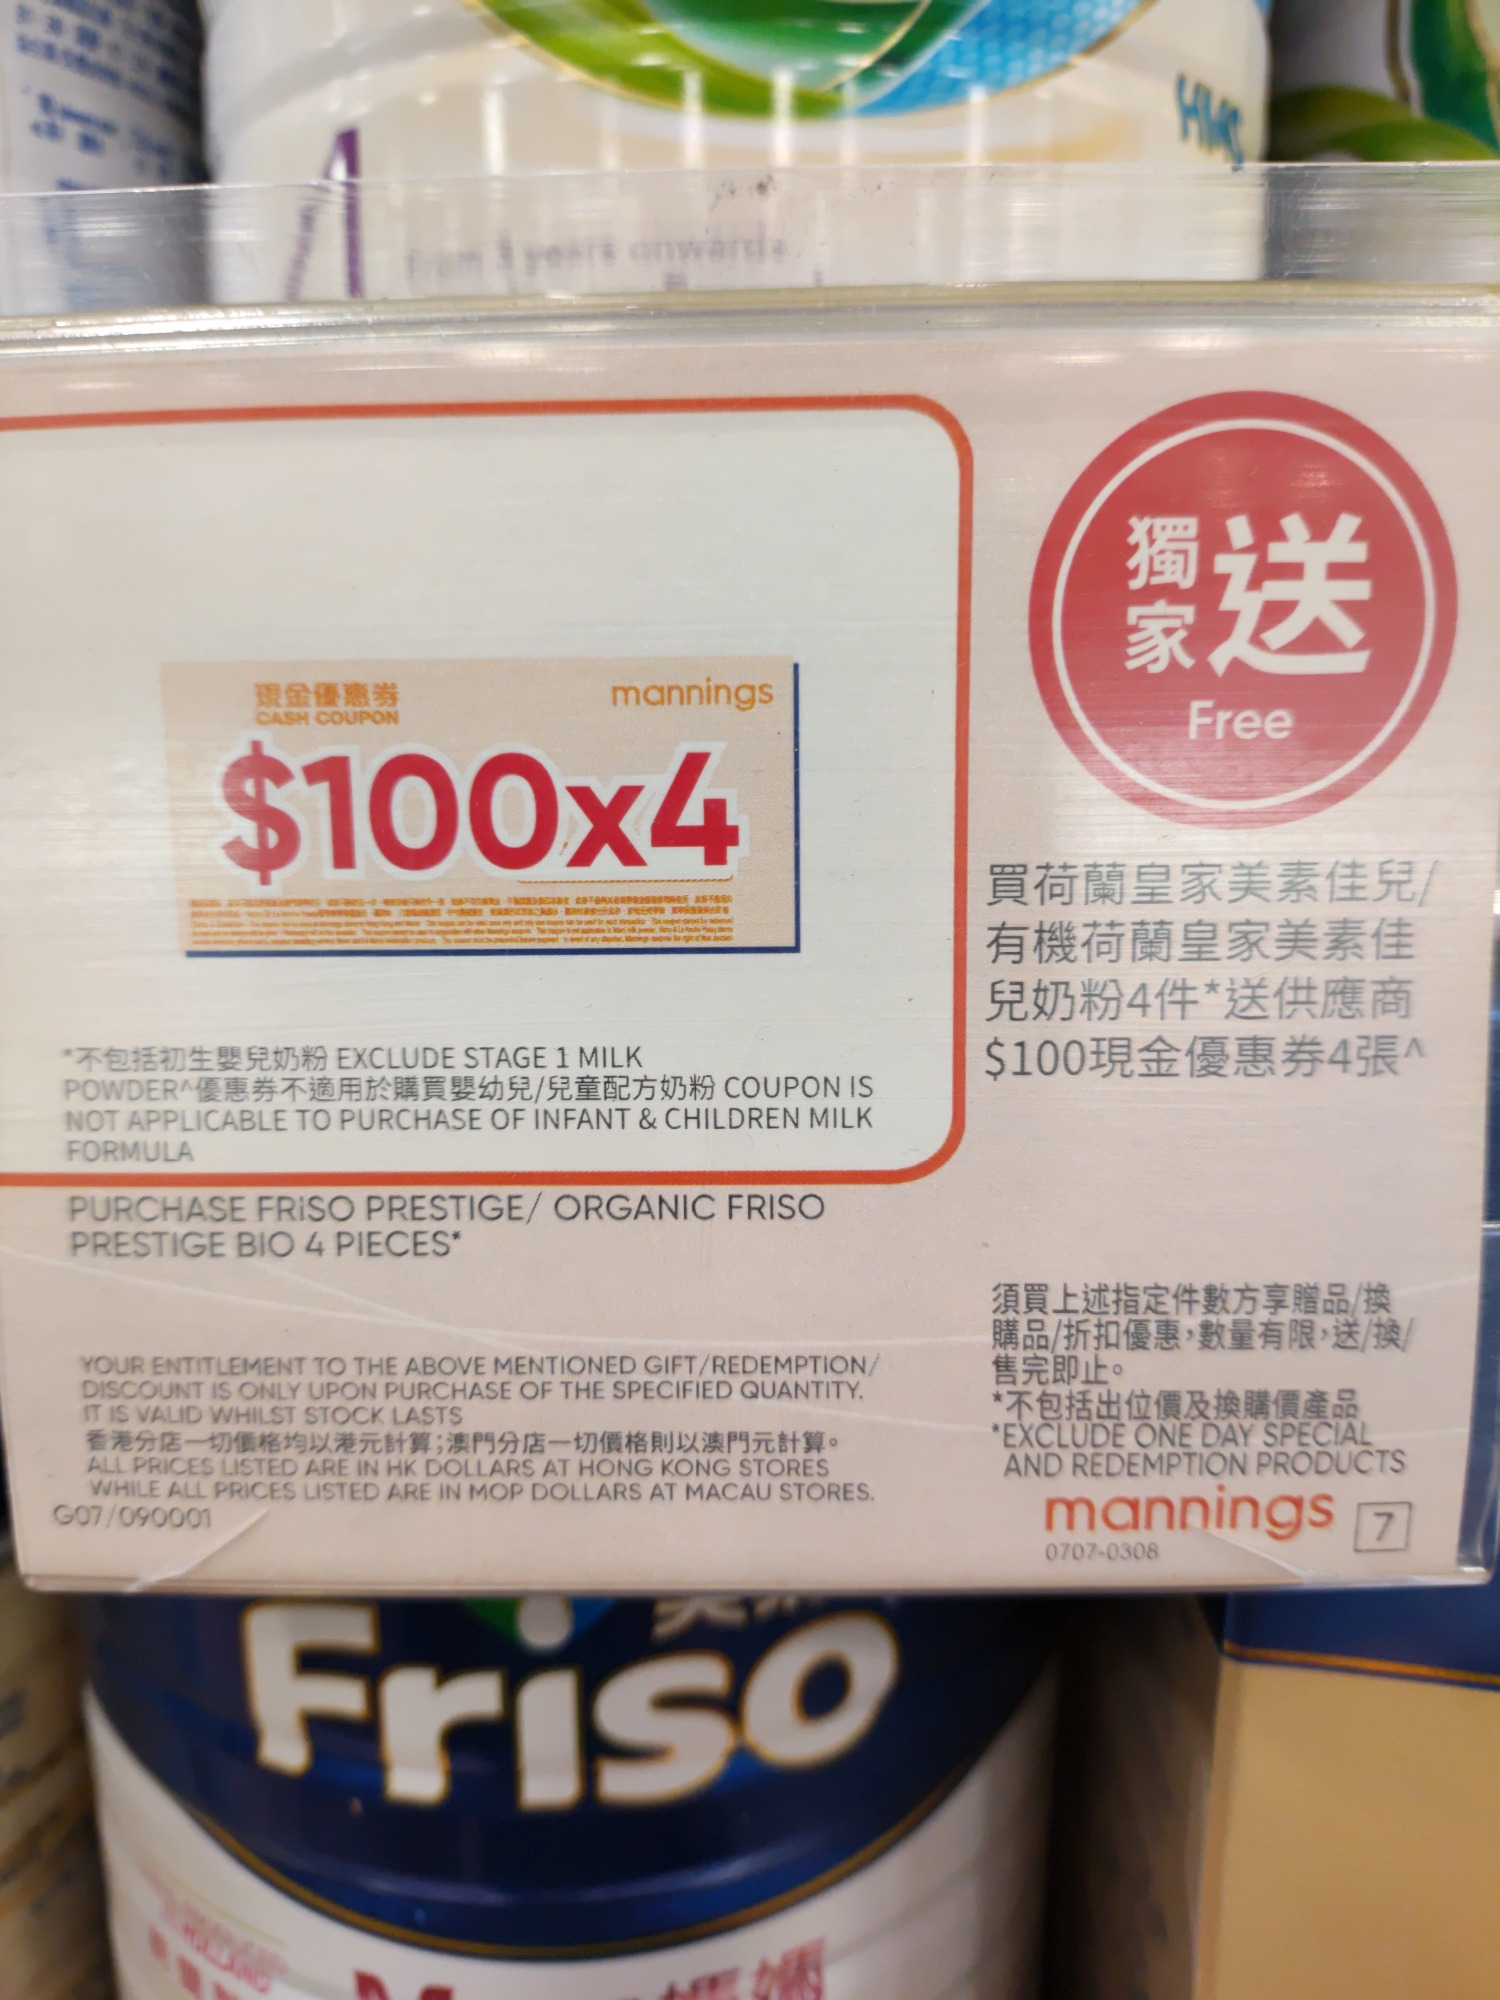 HMS
From 3 years onwards
獨家送
Free
現金優惠券
CASH COUPON
mannings
$100x4
買荷蘭皇家美素佳兒/
有機荷蘭皇家美素佳
兒奶粉4件*送供應商
$100現金優惠券4張^
*不包括初生嬰兒奶粉 EXCLUDE STAGE 1 MILK
POWDER^優惠券不適用於購買嬰幼兒/兒童配方奶粉 COUPON IS
NOT APPLICABLE TO PURCHASE OF INFANT & CHILDREN MILK
FORMULA
PURCHASE FRISO PRESTIGE/ ORGANIC FRISO
PRESTIGE BIO 4 PIECES*
YOUR ENTITLEMENT TO THE ABOVE MENTIONED GIFT/REDEMPTION/
DISCOUNT IS ONLY UPON PURCHASE OF THE SPECIFIED QUANTITY.
IT IS VALID WHILST STOCK LASTS
香港分店一切價格均以港元計算;澳門分店一切價格則以澳門元計算。
ALL PRICES LISTED ARE IN HK DOLLARS AT HONG KONG STORES
WHILE ALL PRICES LISTED ARE IN MOP DOLLARS AT MACAU STORES.
G07/090001
須買上述指定件數方享贈品/換
購品/折扣優惠,數量有限,送/換/
售完即止。
*不包括出位價及換購價產品
*EXCLUDE ONE DAY SPECIAL
AND REDEMPTION PRODUCTS
mannings 7
0707-0308
Friso
HOLLAND
媽媽